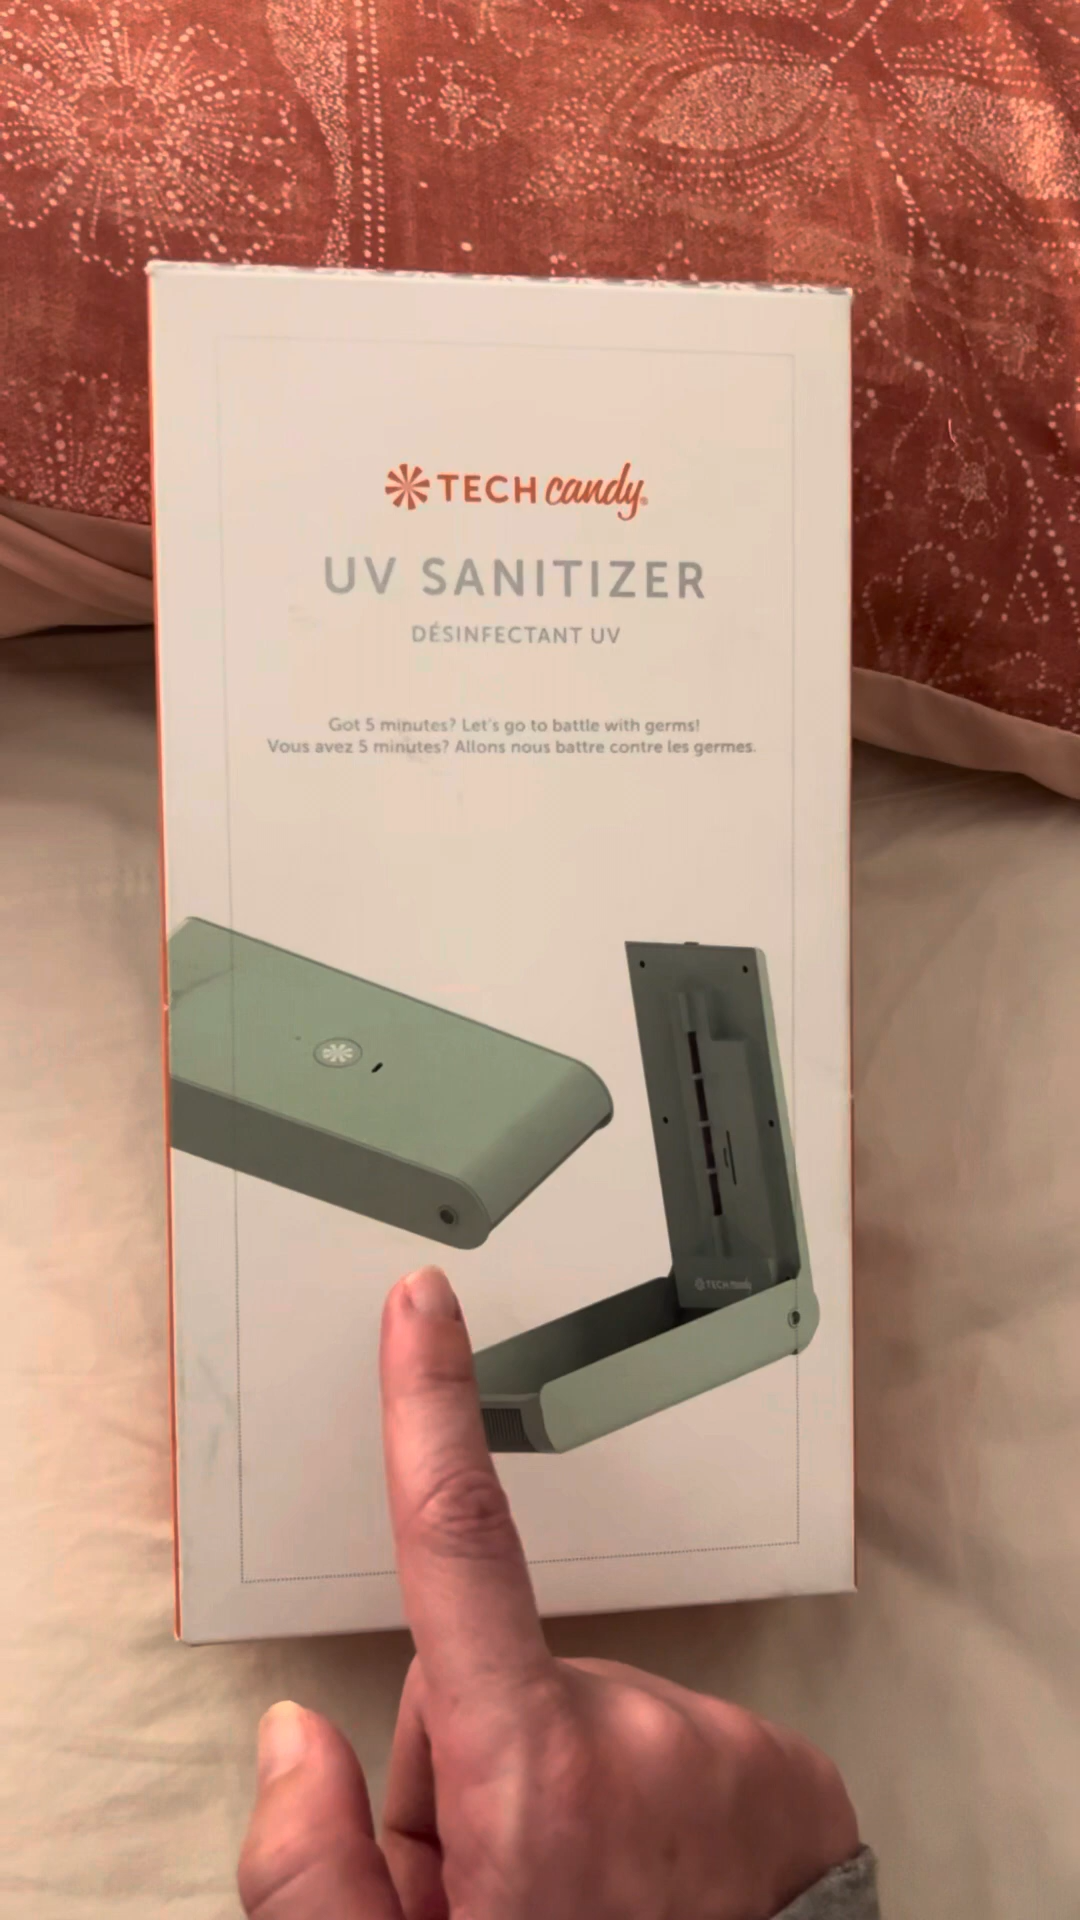 TECH candy®
UV SANITIZER
DÉSINFECTANT UV
Got 5 minutes? Let's go to battle with germs!
Vous avez 5 minutes? Allons nous battre contre les germes.
TECH candy